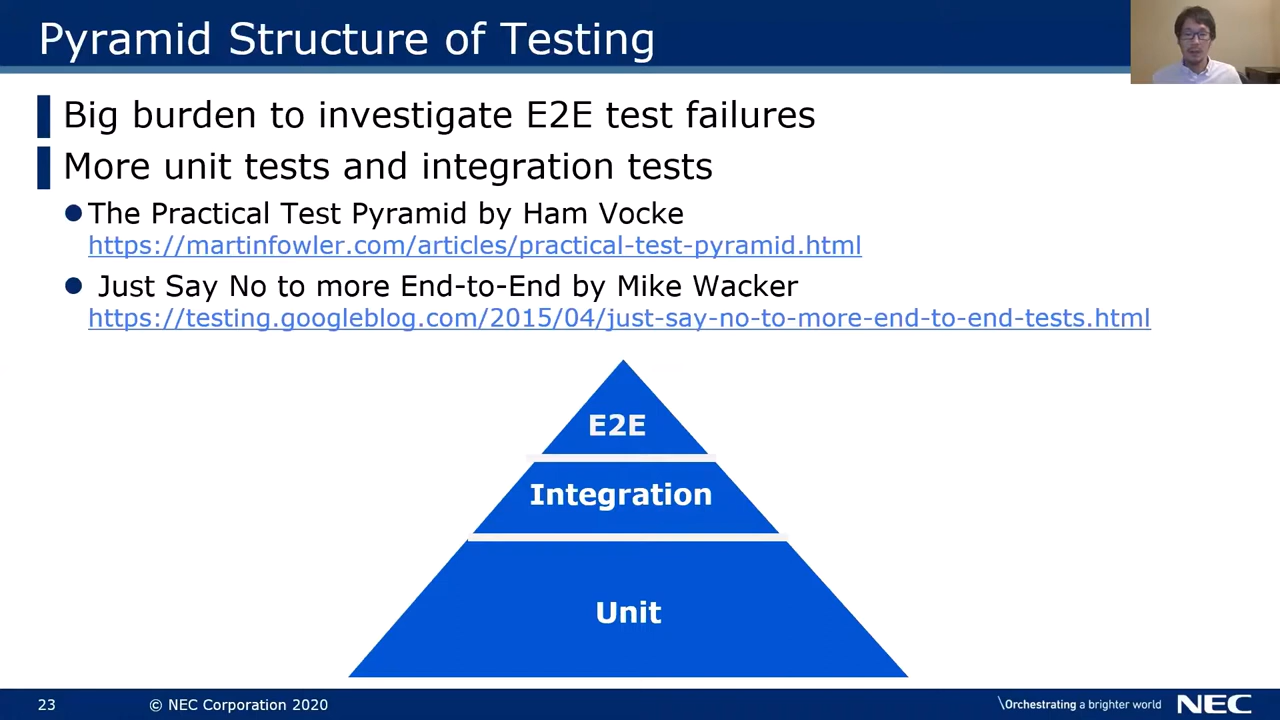 Pyramid Structure of Testing
Big burden to investigate E2E test failures
More unit tests and integration tests
The Practical Test Pyramid by Ham Vocke
https://martinfowler.com/articles/practical-test-pyramid.html
Just Say No to more End-to-End by Mike Wacker
https://testing.googleblog.com/2015/04/just-say-no-to-more-end-to-end-tests.html
E2E
Integration
Unit
23
© NEC Corporation 2020
\Orchestrating a brighter world
NEC